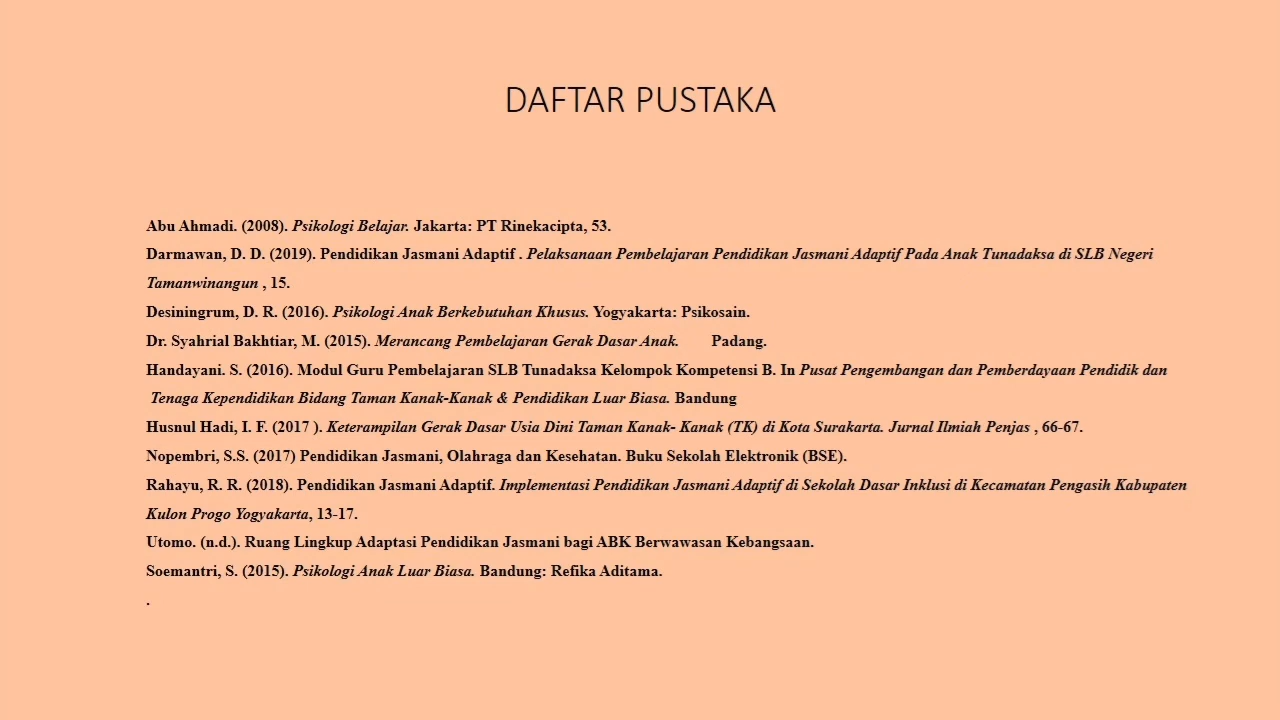 DAFTAR PUSTAKA
Abu Ahmadi. (2008). Psikologi Belajar. Jakarta: PT Rinekacipta, 53.
Darmawan, D. D. (2019). Pendidikan Jasmani Adaptif . Pelaksanaan Pembelajaran Pendidikan Jasmani Adaptif Pada Anak Tunadaksa di SLB Negeri
Tamanwinangun , 15.
Desiningrum, D. R. (2016). Psikologi Anak Berkebutuhan Khusus. Yogyakarta: Psikosain.
Dr. Syahrial Bakhtiar, M. (2015). Merancang Pembelajaran Gerak Dasar Anak. Padang.
Handayani. S. (2016). Modul Guru Pembelajaran SLB Tunadaksa Kelompok Kompetensi B. In Pusat Pengembangan dan Pemberdayaan Pendidik dan
Tenaga Kependidikan Bidang Taman Kanak-Kanak & Pendidikan Luar Biasa. Bandung
Husnul Hadi, I. F. (2017 ). Keterampilan Gerak Dasar Usia Dini Taman Kanak- Kanak (TK) di Kota Surakarta. Jurnal Ilmiah Penjas , 66-67.
Nopembri, S.S. (2017) Pendidikan Jasmani, Olahraga dan Kesehatan. Buku Sekolah Elektronik (BSE).
Rahayu, R. R. (2018). Pendidikan Jasmani Adaptif. Implementasi Pendidikan Jasmani Adaptif di Sekolah Dasar Inklusi di Kecamatan Pengasih Kabupaten
Kulon Progo Yogyakarta, 13-17.
Utomo. (n.d.). Ruang Lingkup Adaptasi Pendidikan Jasmani bagi ABK Berwawasan Kebangsaan.
Soemantri, S. (2015). Psikologi Anak Luar Biasa. Bandung: Refika Aditama.
.